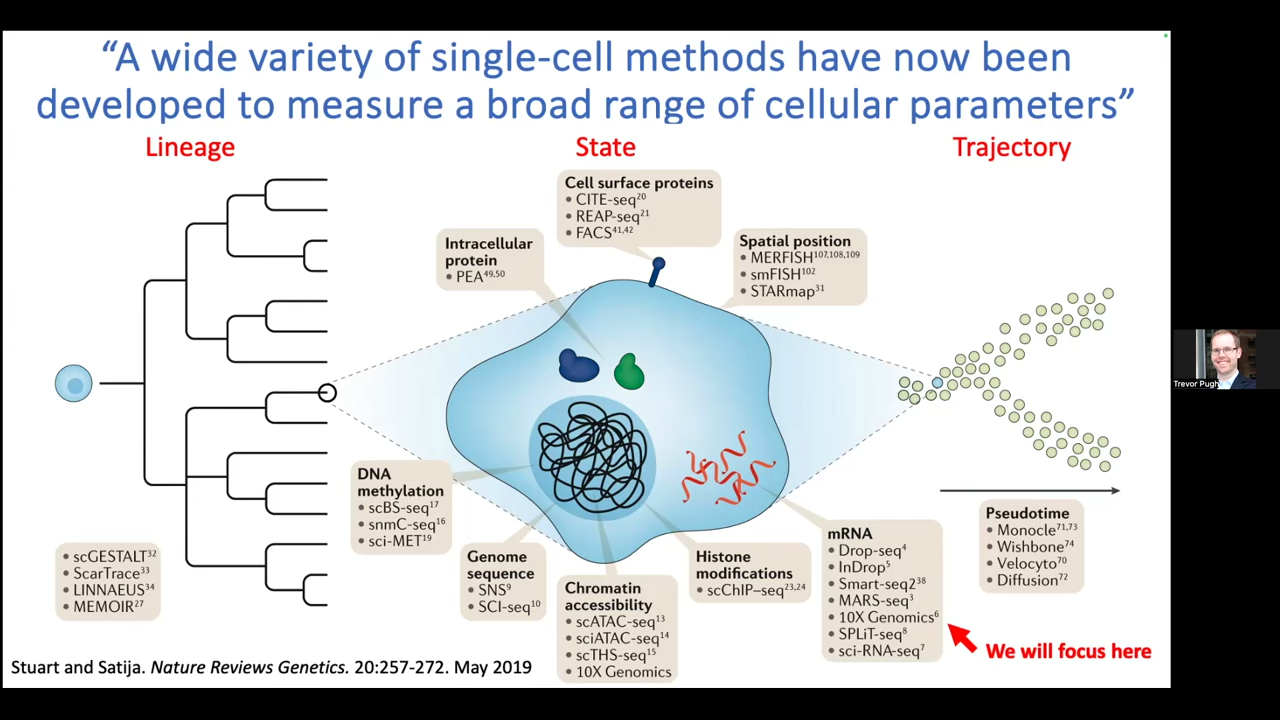 “A wide variety of single-cell methods have now been
developed to measure a broad range of cellular parameters”
Lineage
State
Trajectory
Cell surface proteins
• CITE-seq20
• REAP-seq21
• FACS41,42
Intracellular
protein
• PEA49,50
Spatial position
• MERFISH107,108,109
• smFISH102
• STARmap31
DNA
methylation
• scBS-seq17
• snmC-seq16
• sci-MET19
• scGESTALT32
• ScarTrace33
• LINNAEUS34
• MEMOIR27
Genome
sequence
• SNS9
• SCI-seq10
Chromatin
accessibility
• scATAC-seq13
• sciATAC-seq14
• scTHS-seq15
• 10X Genomics
Histone
modifications
• scChIP–seq23,24
mRNA
• Drop-seq4
• InDrop5
• Smart-seq238
• MARS-seq3
• 10X Genomics6
• SPLiT-seq8
• sci-RNA-seq7
Pseudotime
• Monocle71,73
• Wishbone74
• Velocyto70
• Diffusion72
We will focus here
Stuart and Satija. Nature Reviews Genetics. 20:257-272. May 2019
Trevor Pugh